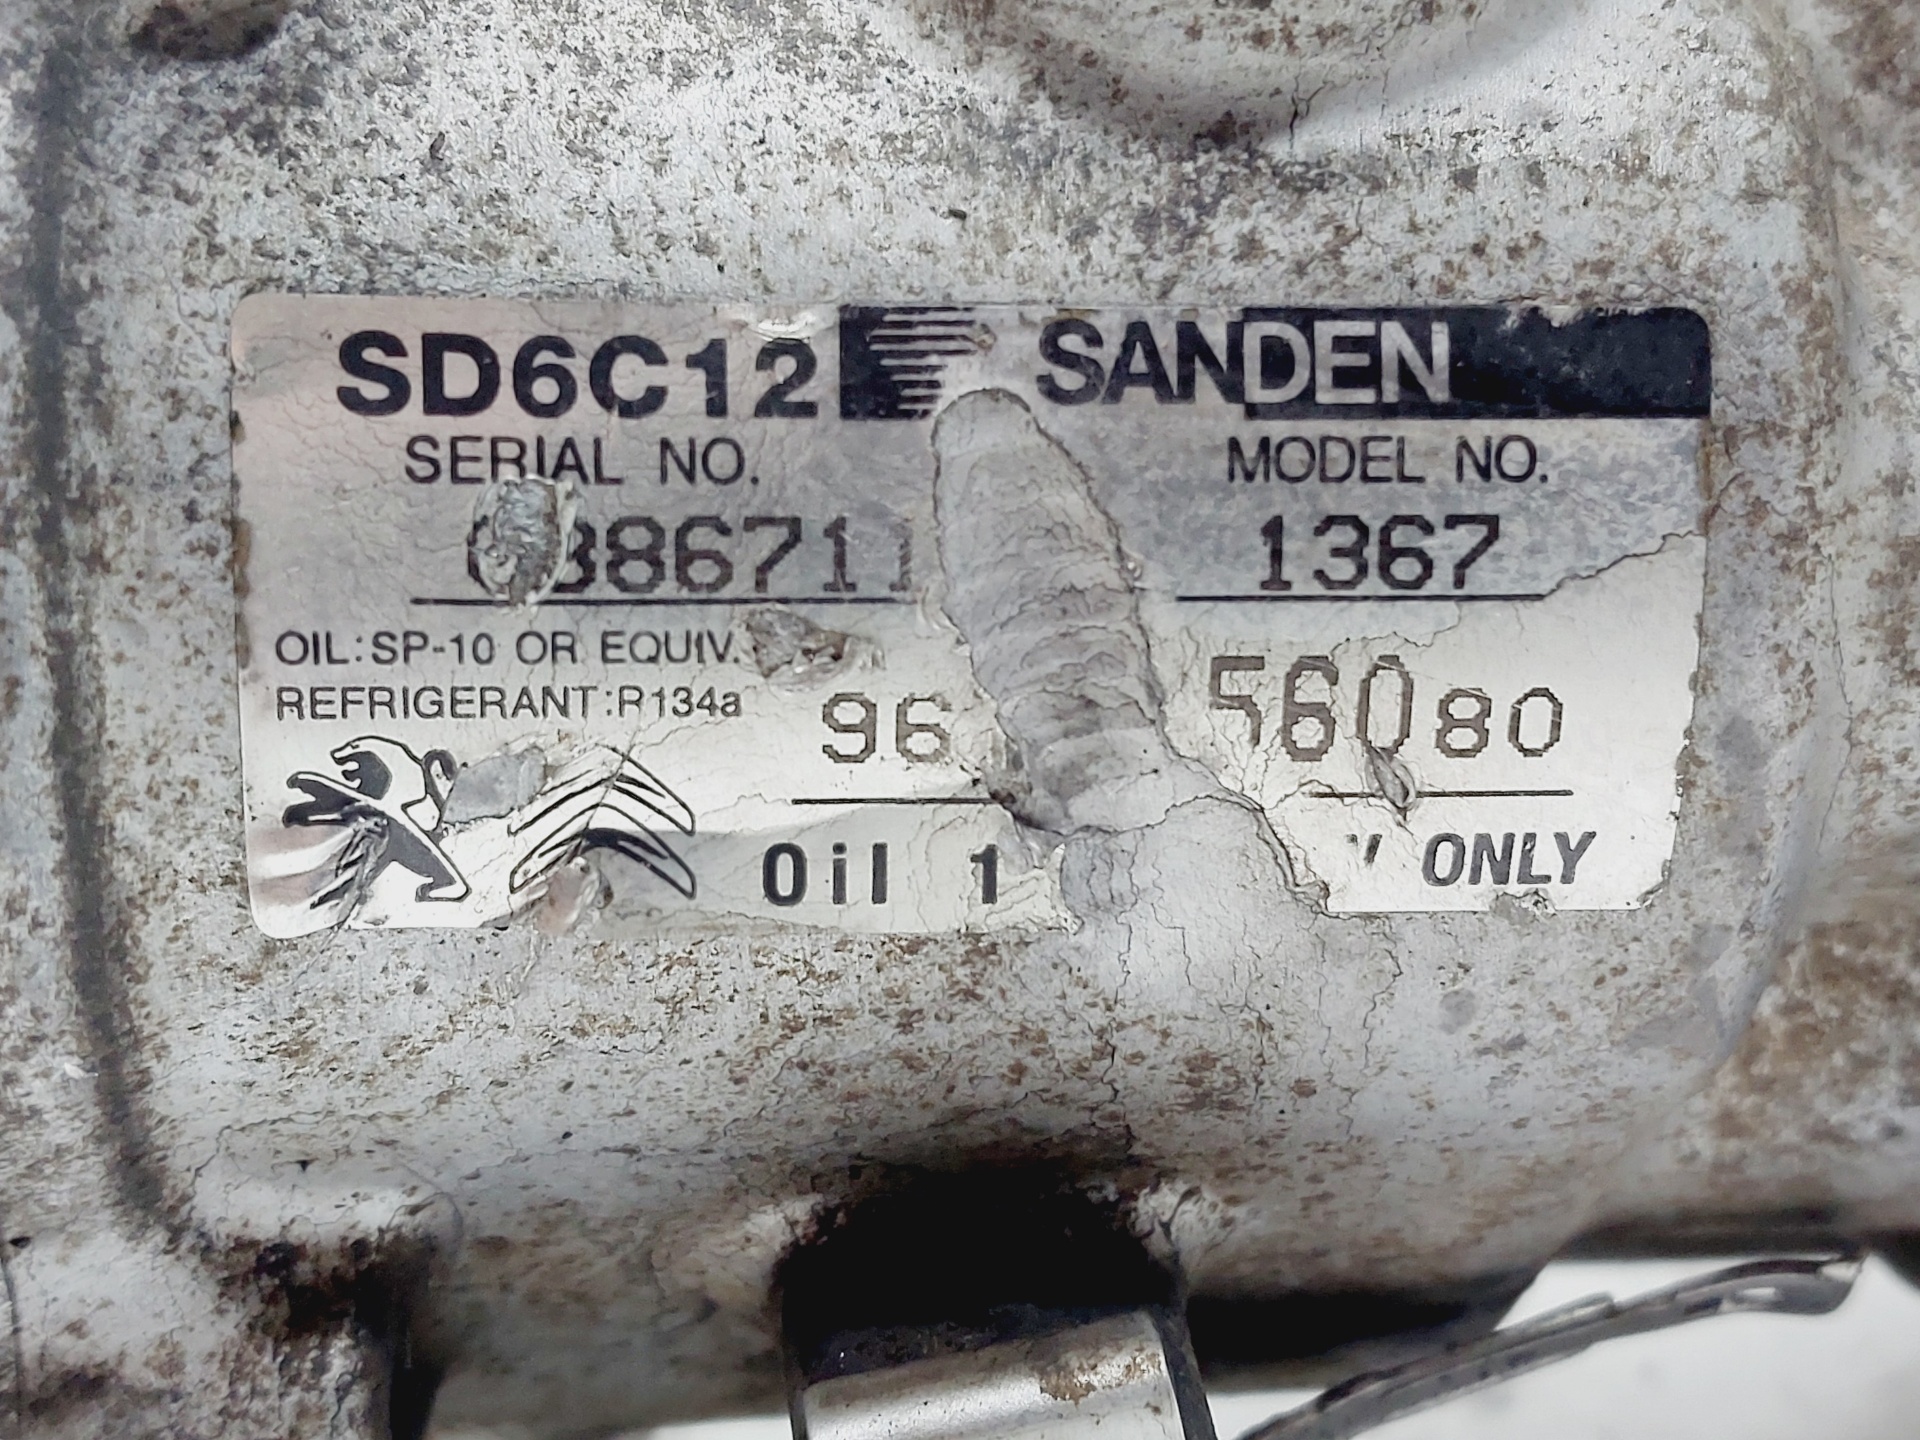 SD6C12 SANDEN
SERIAL NO. MODEL NO.
1367
OIL:SP-10 OR EQUIV.
REFRIGERANT:R134a
96 56080
Oil 1 ONLY